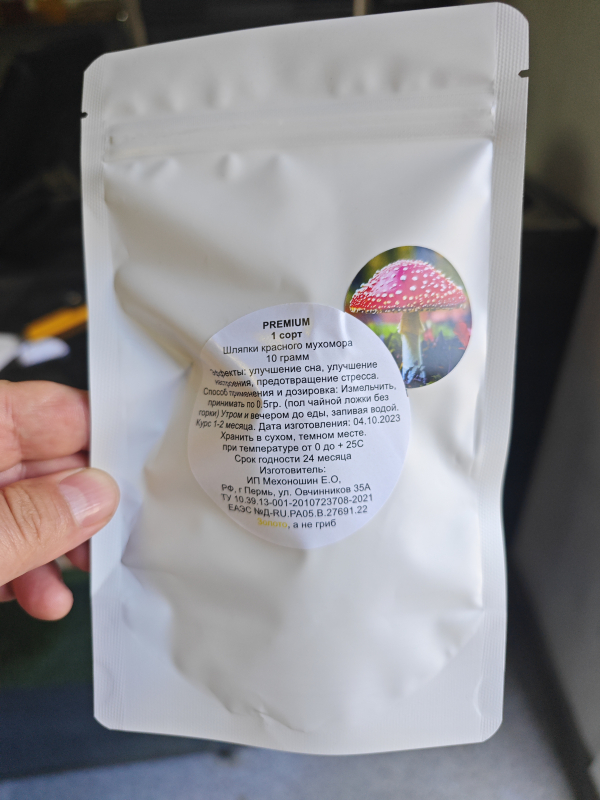 PREMIUM
1 сорт
Шляпки красного мухомора
10 грамм
Эффекты: улучшение сна, улучшение
настроения, предотвращение стресса.
Способ применения и дозировка: Измельчить,
принимать по 0,5гр. (пол чайной ложки без
горки) Утром и вечером до еды, запивая водой.
Курс 1-2 месяца. Дата изготовления: 04.10.2023
Хранить в сухом, темном месте.
при температуре от 0 до + 25С
Срок годности 24 месяца
Изготовитель:
ИП Мехоношин Е.О,
РФ, г Пермь, ул. Овчинников 35А
ТУ 10.39.13-001-2010723708-2021
ЕАЭС №Д-RU.РА05.В.27691.22
, а не гриб